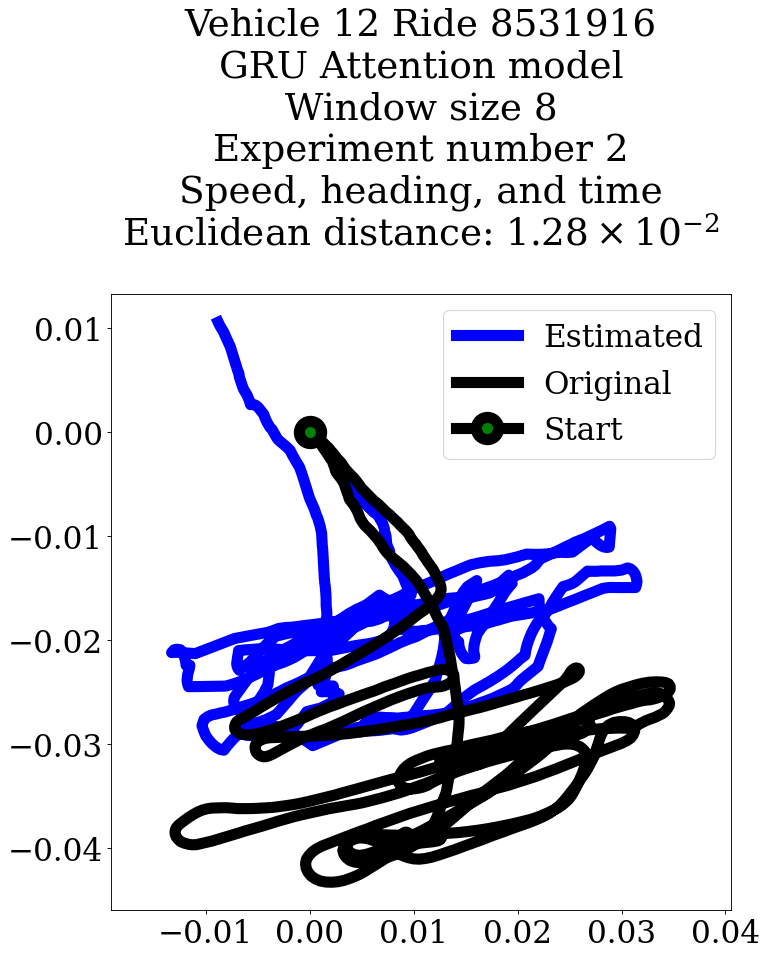 Vehicle 12 Ride 8531916
GRU Attention model
Window size 8
Experiment number 2
Speed, heading, and time
Euclidean distance: 1.28 × 10⁻²
Estimated
Original
Start
0.01
0.00
−0.01
−0.02
−0.03
−0.04
−0.01 0.00 0.01 0.02 0.03 0.04